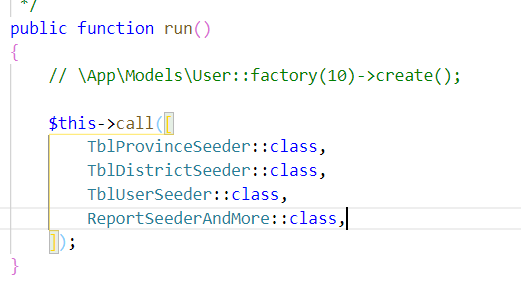 */
public function run()
{
// \App\Models\User::factory(10)->create();
$this->call([
TblProvinceSeeder::class,
TblDistrictSeeder::class,
TblUserSeeder::class,
ReportSeederAndMore::class,
]);
}